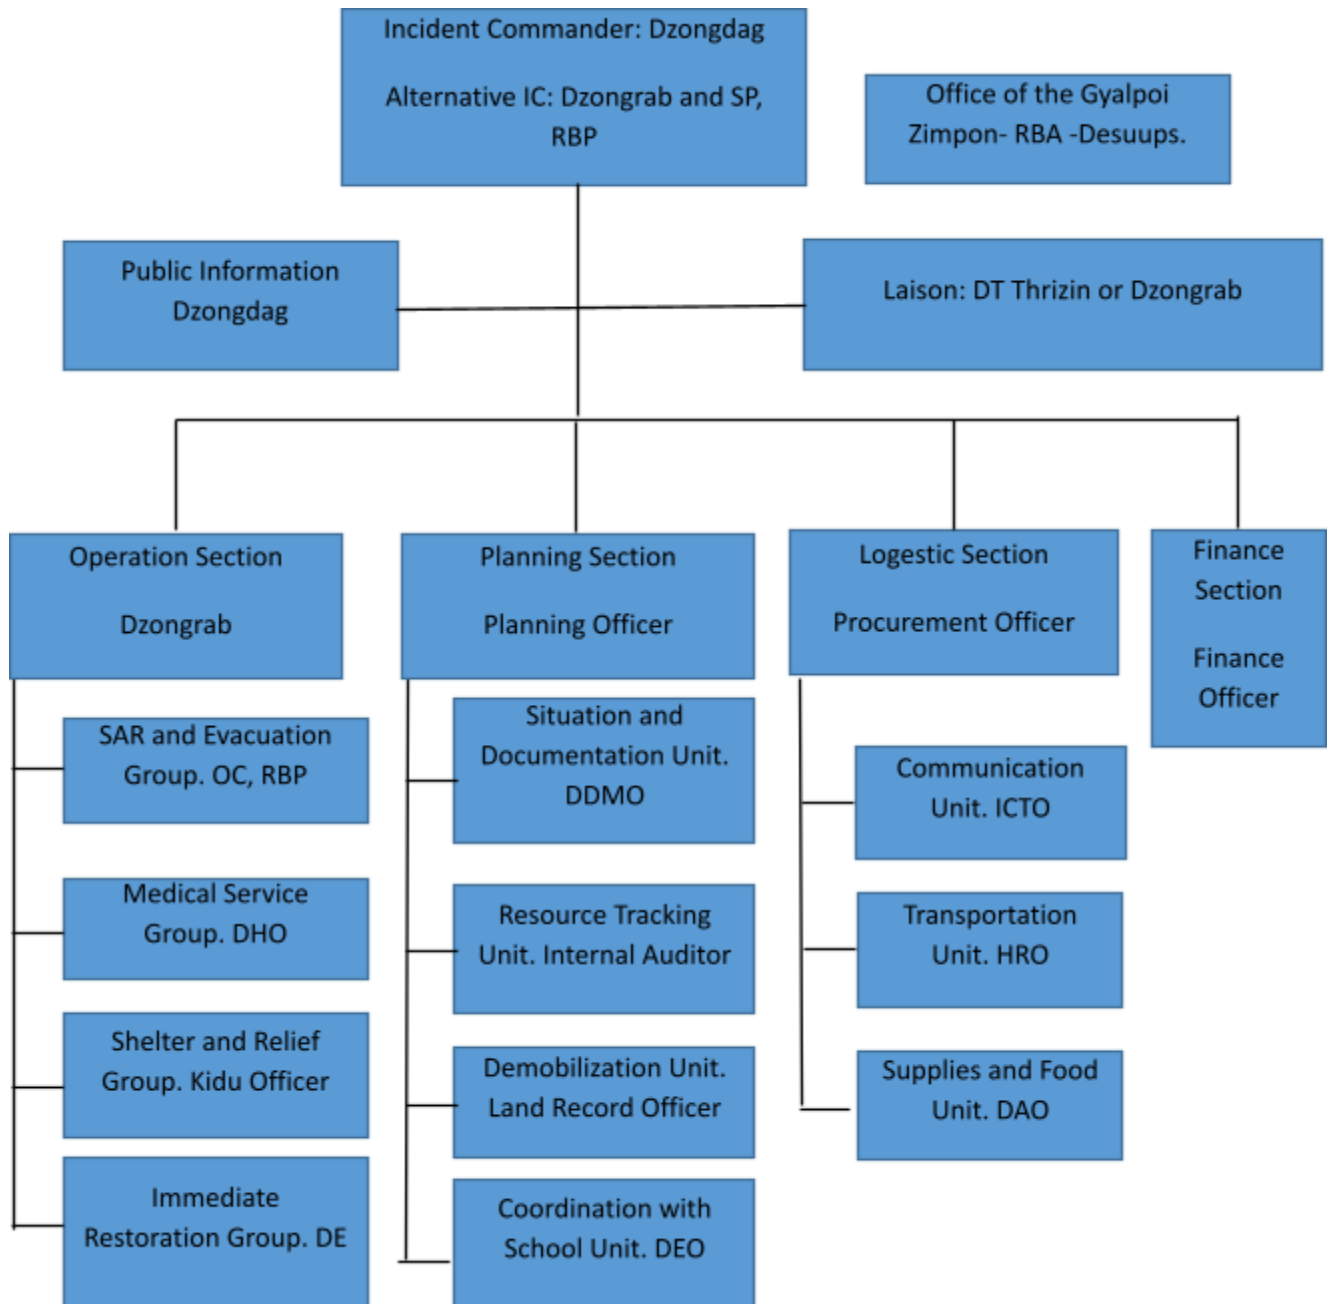 Incident Commander: Dzongdag
Alternative IC: Dzongrab and SP,
RBP
Office of the Gyalpoi
Zimpon- RBA -Desuups.
Public Information
Dzongdag
Laison: DT Thrizin or Dzongrab
Operation Section
Dzongrab
Planning Section
Planning Officer
Logestic Section
Procurement Officer
Finance
Section
Finance
Officer
SAR and Evacuation
Group. OC, RBP
Medical Service
Group. DHO
Shelter and Relief
Group. Kidu Officer
Immediate
Restoration Group. DE
Situation and
Documentation Unit.
DDMO
Resource Tracking
Unit. Internal Auditor
Demobilization Unit.
Land Record Officer
Coordination with
School Unit. DEO
Communication
Unit. ICTO
Transportation
Unit. HRO
Supplies and Food
Unit. DAO